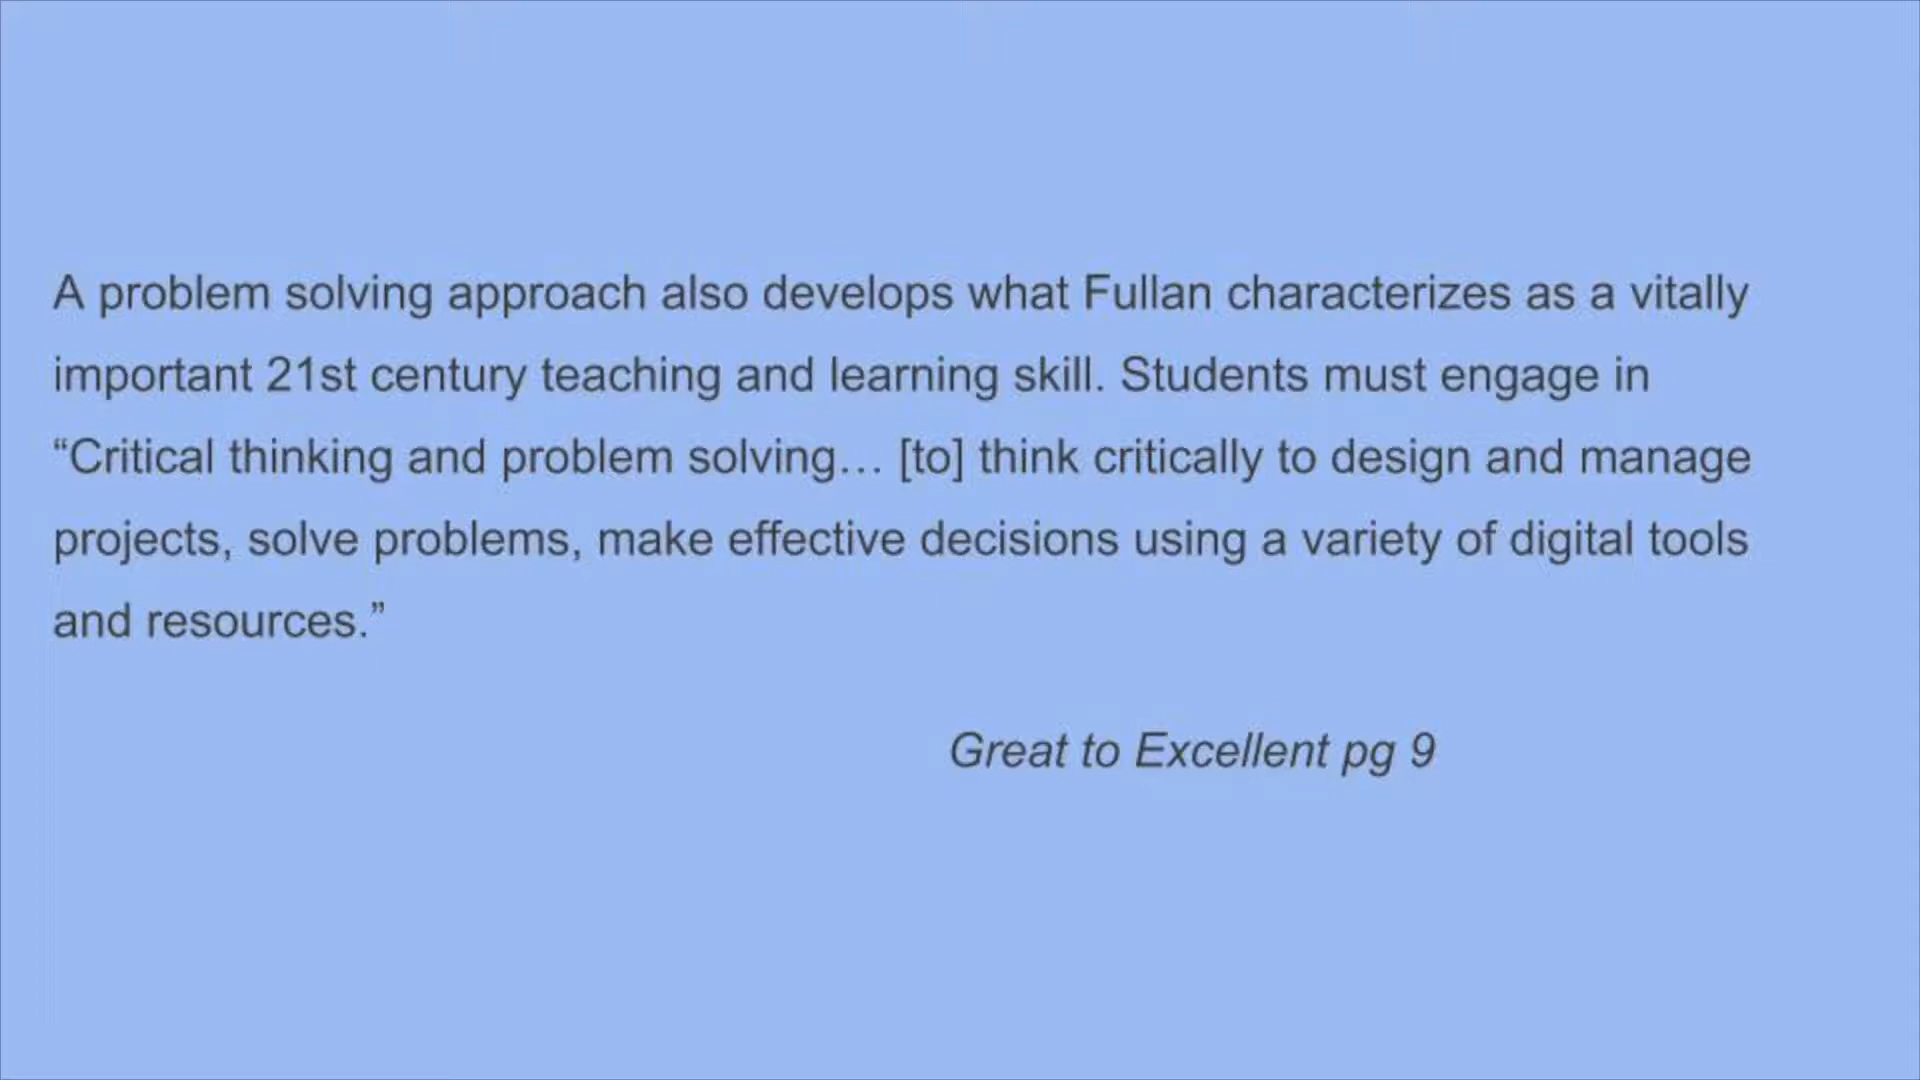 A problem solving approach also develops what Fullan characterizes as a vitally
important 21st century teaching and learning skill. Students must engage in
“Critical thinking and problem solving… [to] think critically to design and manage
projects, solve problems, make effective decisions using a variety of digital tools
and resources.”
Great to Excellent pg 9